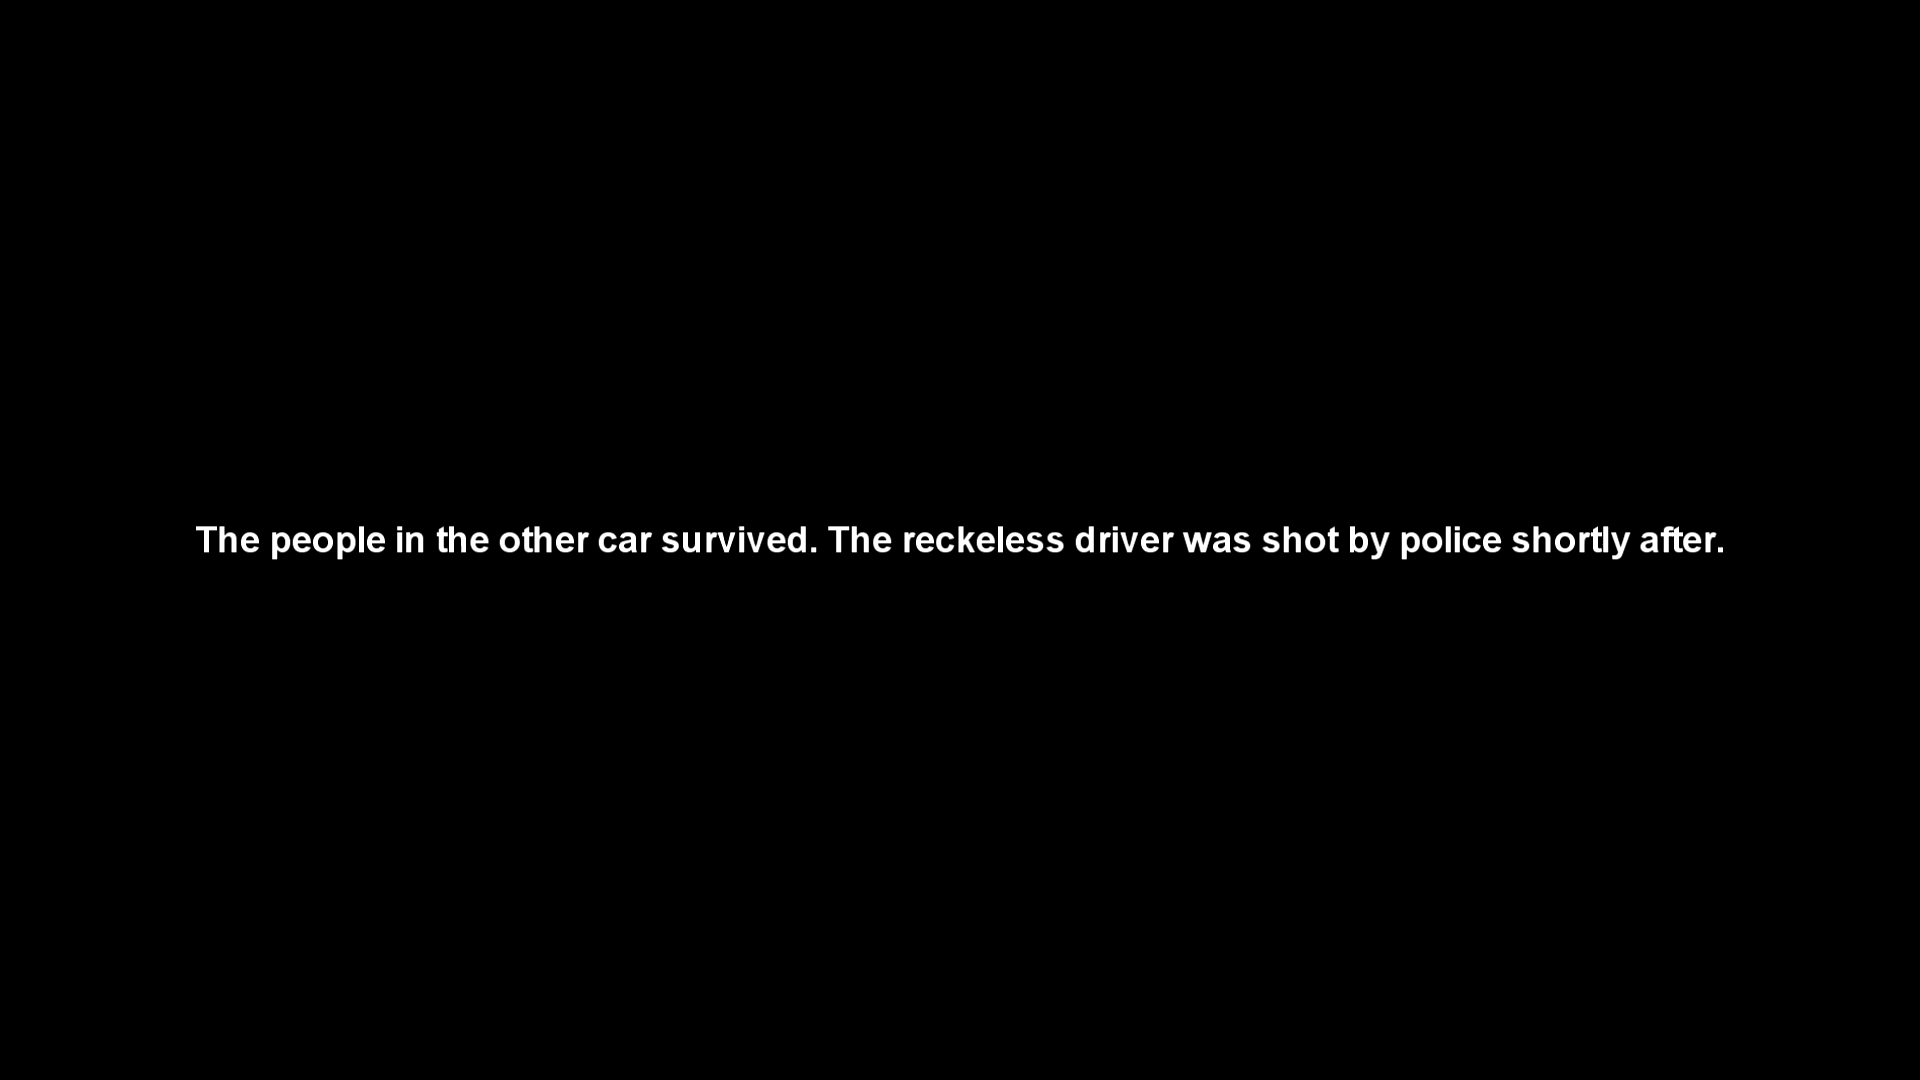 The people in the other car survived. The reckeless driver was shot by police shortly after.